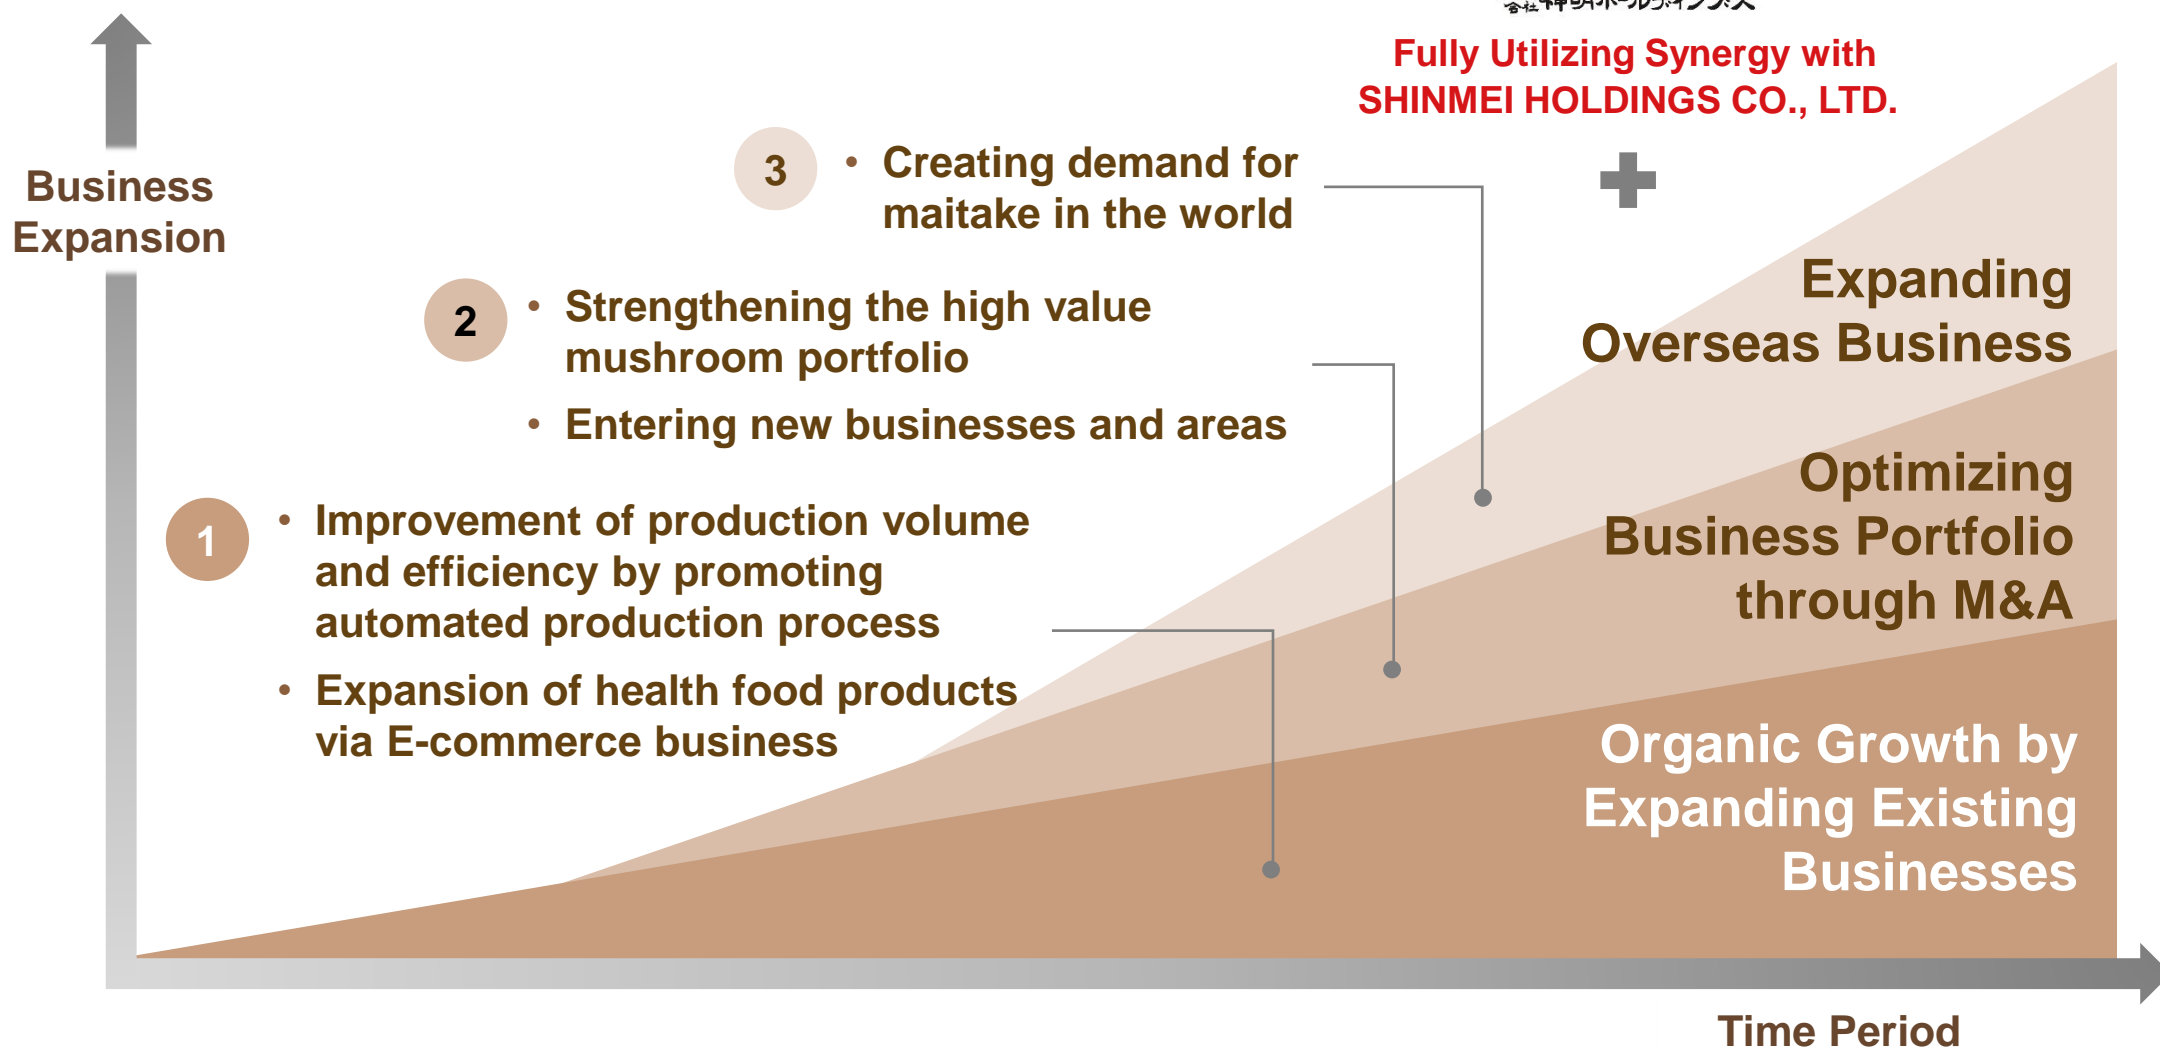 Fully Utilizing Synergy with
SHINMEI HOLDINGS CO., LTD.
Business
Expansion
3
• Creating demand for
maitake in the world
2
• Strengthening the high value
mushroom portfolio
• Entering new businesses and areas
1
• Improvement of production volume
and efficiency by promoting
automated production process
• Expansion of health food products
via E-commerce business
Expanding
Overseas Business
Optimizing
Business Portfolio
through M&A
Organic Growth by
Expanding Existing
Businesses
Time Period